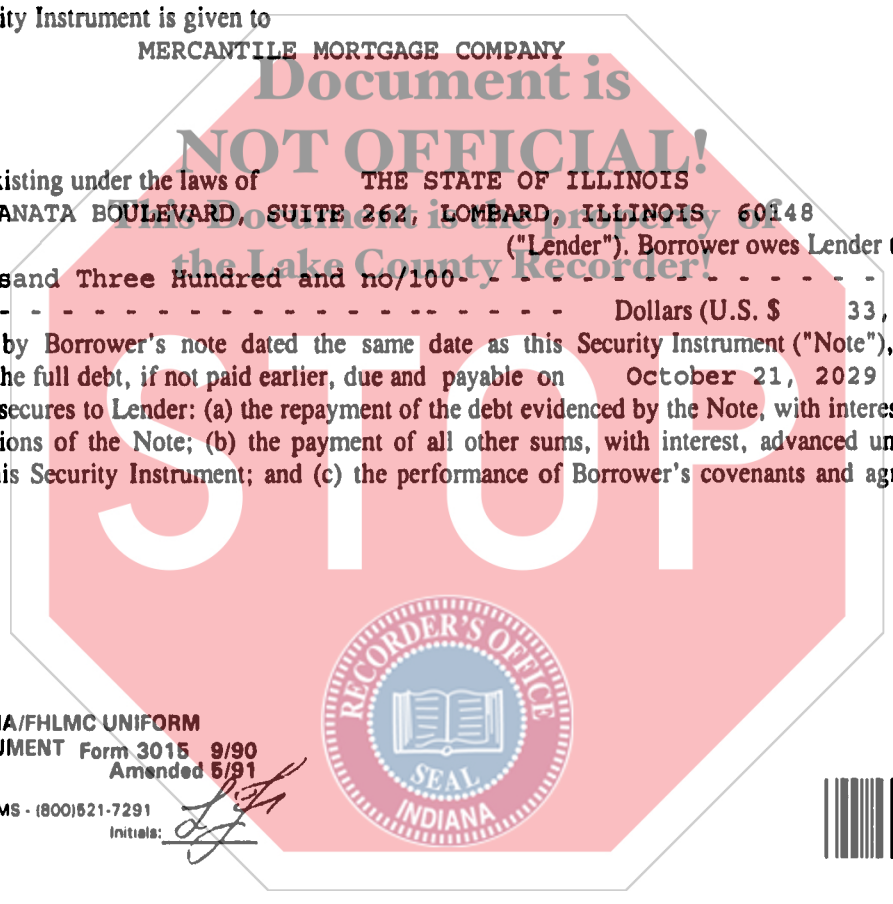 ity Instrument is given to
MERCANTILE MORTGAGE COMPANY
Document is
NOT OFFICIAL!
isting under the laws of THE STATE OF ILLINOIS
ANATA BOULEVARD, SUITE 262, LOMBARD, ILLINOIS 60148
This Document is the property of
("Lender"). Borrower owes Lender
the Lake County Recorder!
sand Three Hundred and no/100- - - - - - - - - - - - - - -
- - - - - - - - - - - - - - - - - - - - Dollars (U.S. $ 33,
by Borrower's note dated the same date as this Security Instrument ("Note"),
he full debt, if not paid earlier, due and payable on October 21, 2029
secures to Lender: (a) the repayment of the debt evidenced by the Note, with interes
ions of the Note; (b) the payment of all other sums, with interest, advanced un
is Security Instrument; and (c) the performance of Borrower's covenants and agr
STOP
RECORDER'S OFFICE
SEAL
INDIANA
IA/FHLMC UNIFORM
UMENT Form 3015 9/90
Amended 5/91
MS - (800)521-7291
Initials: